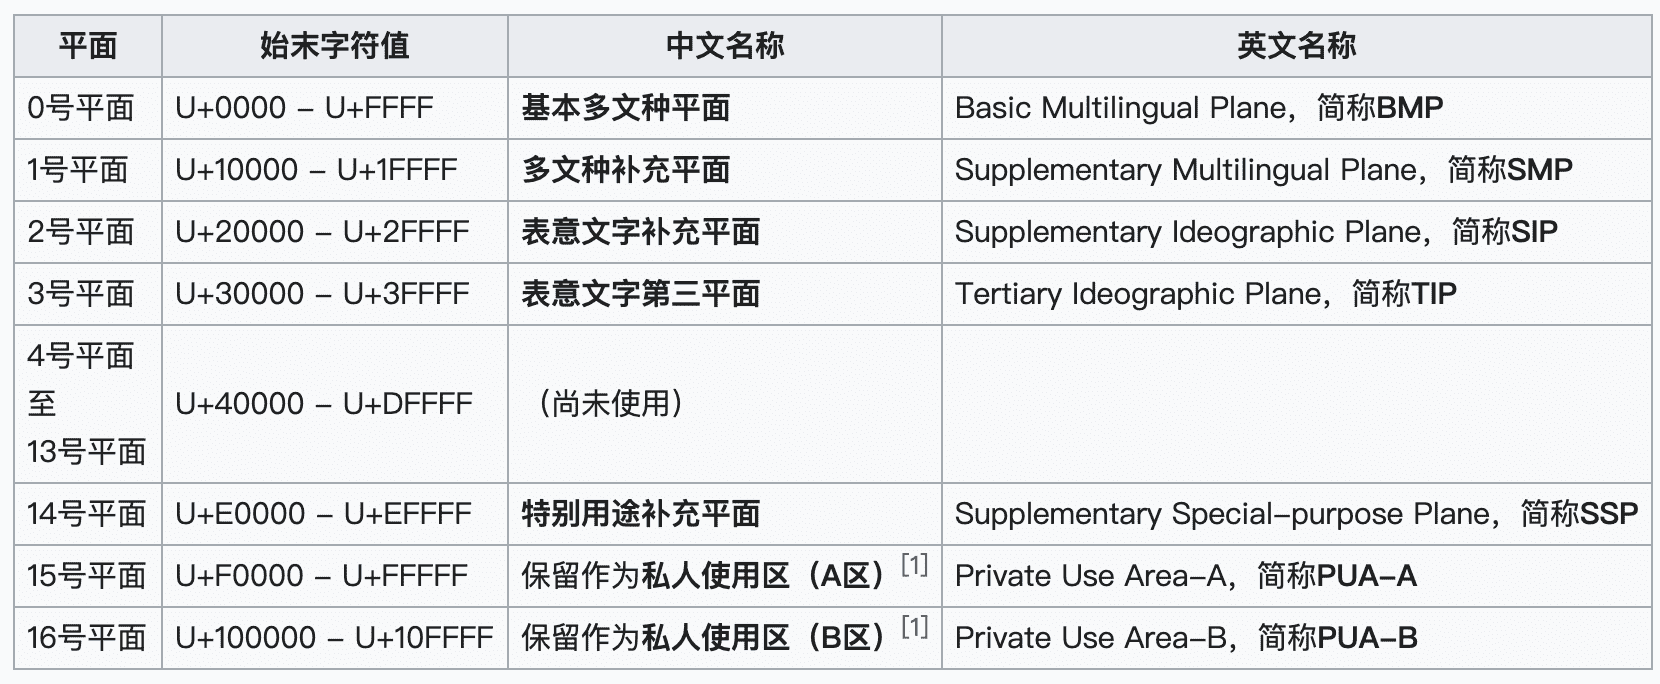 平面 始末字符值 中文名称 英文名称
0号平面 U+0000 – U+FFFF 基本多文种平面 Basic Multilingual Plane，简称BMP
1号平面 U+10000 – U+1FFFF 多文种补充平面 Supplementary Multilingual Plane，简称SMP
2号平面 U+20000 – U+2FFFF 表意文字补充平面 Supplementary Ideographic Plane，简称SIP
3号平面 U+30000 – U+3FFFF 表意文字第三平面 Tertiary Ideographic Plane，简称TIP
4号平面
至
13号平面 U+40000 – U+DFFFF （尚未使用）
14号平面 U+E0000 – U+EFFFF 特别用途补充平面 Supplementary Special-purpose Plane，简称SSP
15号平面 U+F0000 – U+FFFFF 保留作为私人使用区（A区）[1] Private Use Area-A，简称PUA-A
16号平面 U+100000 – U+10FFFF 保留作为私人使用区（B区）[1] Private Use Area-B，简称PUA-B